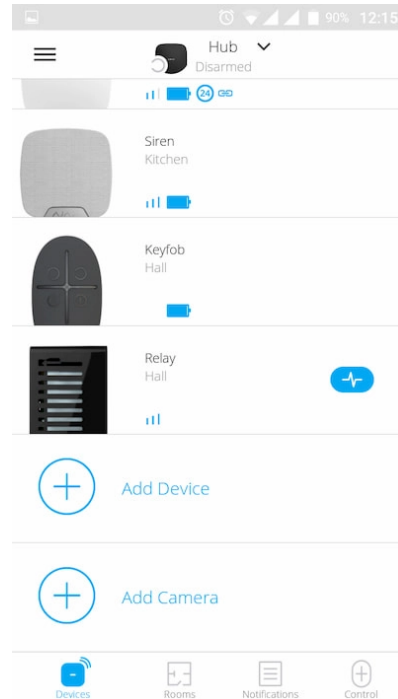 90% 12:15
Hub
Disarmed
24
Siren
Kitchen
Keyfob
Hall
Relay
Hall
Add Device
Add Camera
Devices
Rooms
Notifications
Control